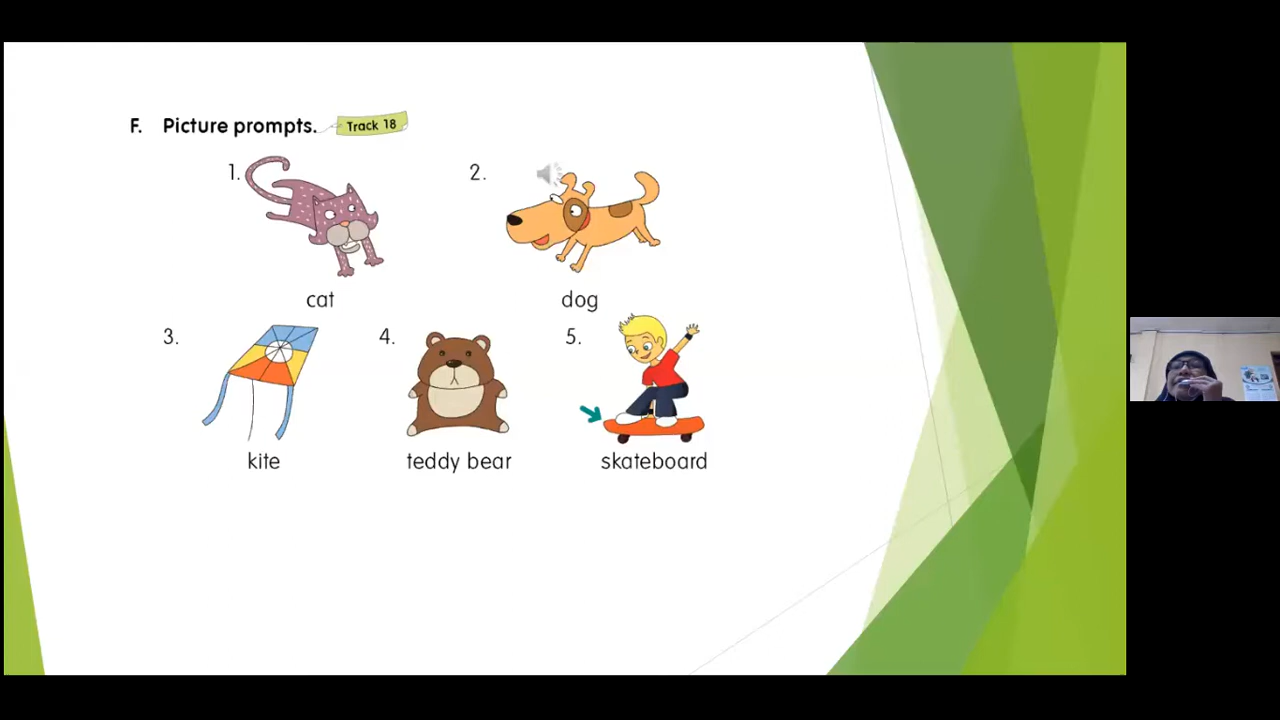 F. Picture prompts. Track 18
1.
2.
cat
dog
3.
4.
5.
kite
teddy bear
skateboard